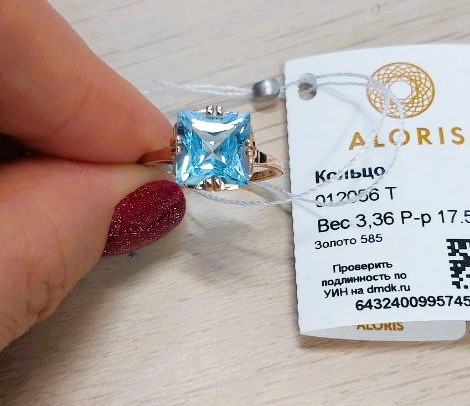 ALORIS
Кольцо
012056 Т
Вес 3,36 Р-р 17.5
Золото 585
Проверить
подлинность по
УИН на dmdk.ru
6432400995745
ALORIS